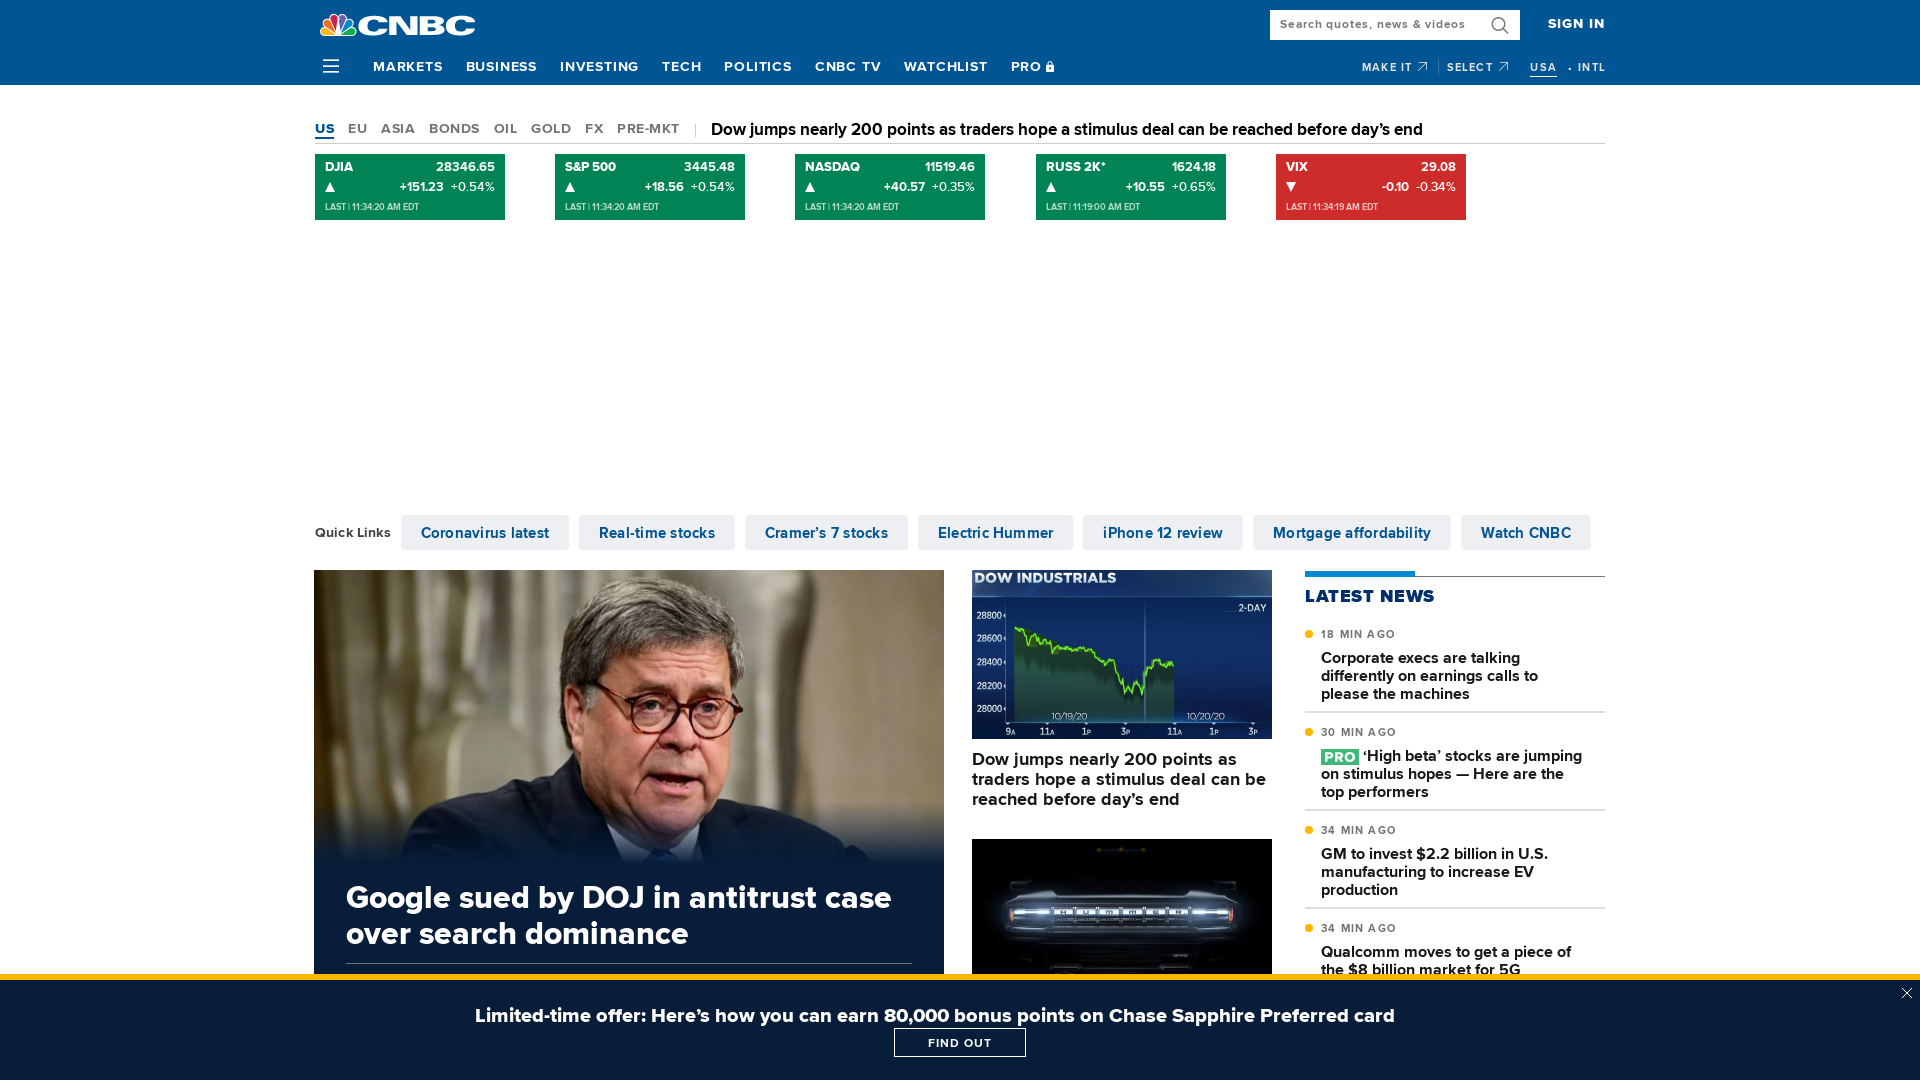 CNBC
Search quotes, news & videos
SIGN IN
MARKETS BUSINESS INVESTING TECH POLITICS CNBC TV WATCHLIST PRO
MAKE IT SELECT USA • INTL
US EU ASIA BONDS OIL GOLD FX PRE-MKT
Dow jumps nearly 200 points as traders hope a stimulus deal can be reached before day’s end
DJIA 28346.65
+151.23 +0.54%
LAST | 11:34:20 AM EDT
S&P 500 3445.48
+18.56 +0.54%
LAST | 11:34:20 AM EDT
NASDAQ 11519.46
+40.57 +0.35%
LAST | 11:34:20 AM EDT
RUSS 2K* 1624.18
+10.55 +0.65%
LAST | 11:19:00 AM EDT
VIX 29.08
-0.10 -0.34%
LAST | 11:34:19 AM EDT
Quick Links Coronavirus latest Real-time stocks Cramer’s 7 stocks Electric Hummer iPhone 12 review Mortgage affordability Watch CNBC
Google sued by DOJ in antitrust case
over search dominance
DOW INDUSTRIALS
2-DAY
28800
28600
28400
28200
28000
10/19/20 10/20/20
9A 11A 1P 3P 11A 1P 3P
Dow jumps nearly 200 points as
traders hope a stimulus deal can be
reached before day’s end
HUMMER
LATEST NEWS
18 MIN AGO
Corporate execs are talking
differently on earnings calls to
please the machines
30 MIN AGO
PRO ‘High beta’ stocks are jumping
on stimulus hopes — Here are the
top performers
34 MIN AGO
GM to invest $2.2 billion in U.S.
manufacturing to increase EV
production
34 MIN AGO
Qualcomm moves to get a piece of
the $8 billion market for 5G
Limited-time offer: Here’s how you can earn 80,000 bonus points on Chase Sapphire Preferred card
FIND OUT